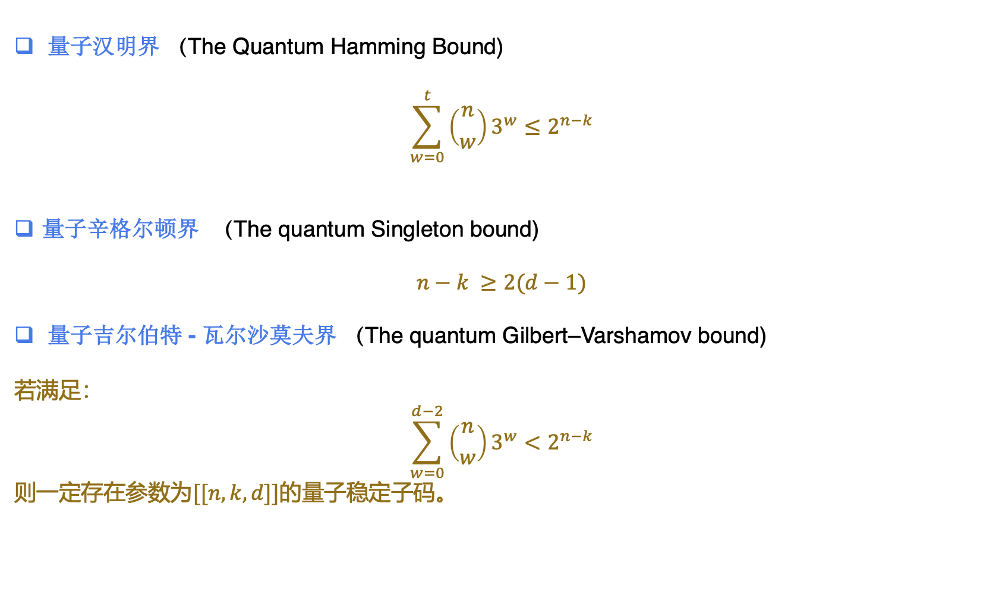 ❑ 量子汉明界 (The Quantum Hamming Bound)
$\sum_{w=0}^{t} \binom{n}{w} 3^w \leq 2^{n-k}$
❑ 量子辛格尔顿界 (The quantum Singleton bound)
$n - k \geq 2(d - 1)$
❑ 量子吉尔伯特 - 瓦尔沙莫夫界 (The quantum Gilbert–Varshamov bound)
若满足：
$\sum_{w=0}^{d-2} \binom{n}{w} 3^w < 2^{n-k}$
则一定存在参数为$[[n, k, d]]$的量子稳定子码。